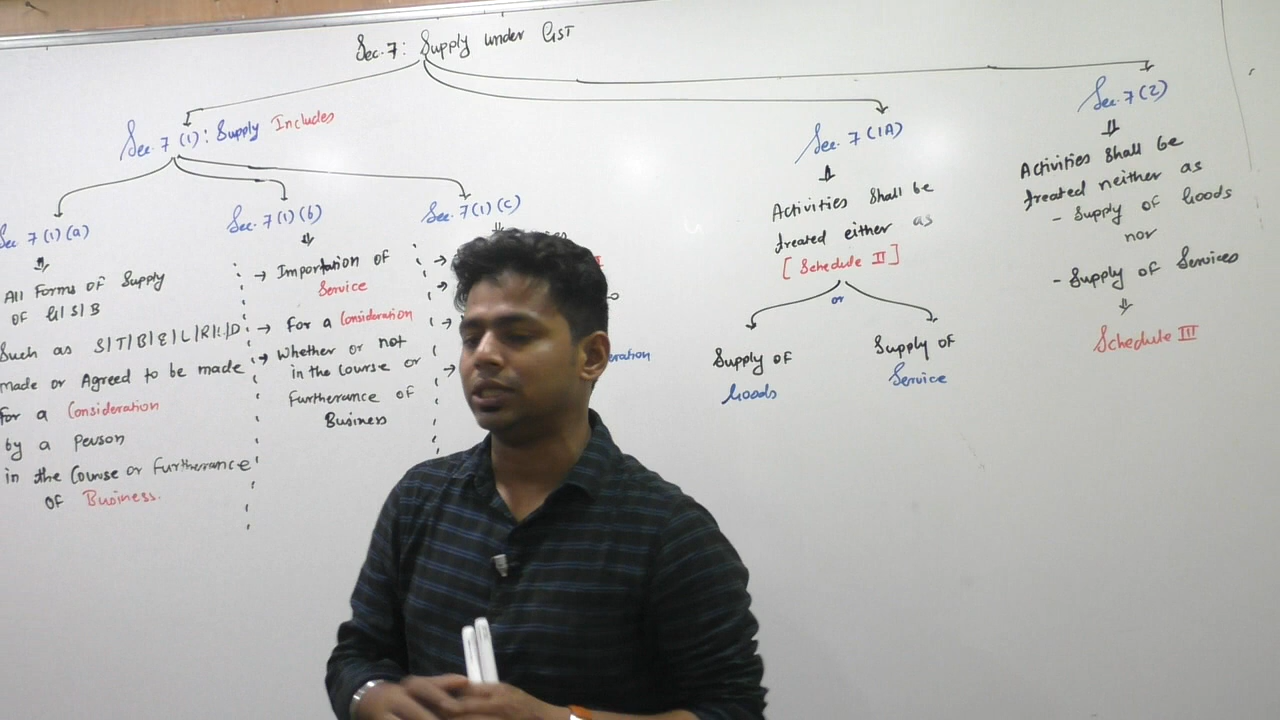 Sec. 7: Supply under GST
Sec. 7 (1): Supply Includes
Sec. 7 (1A)
Sec. 7 (2)
Sec 7 (1) (a)
All Forms of Supply
of G/S/B
Such as S/T/B/E/L/R/L/D
made or Agreed to be made
for a Consideration
by a Person
in the Course or Furtherance
of Business.
Sec. 7 (1) (b)
→ Importation of
Service
→ for a Consideration
→ Whether or not
in the Course or
Furtherance of
Business
Sec. 7 (1) (c)
Activities Shall be
treated either as
[Schedule II]
or
Supply of
Goods
Supply of
Service
Activities Shall be
treated neither as
- Supply of Goods
nor
- Supply of Services
Schedule III